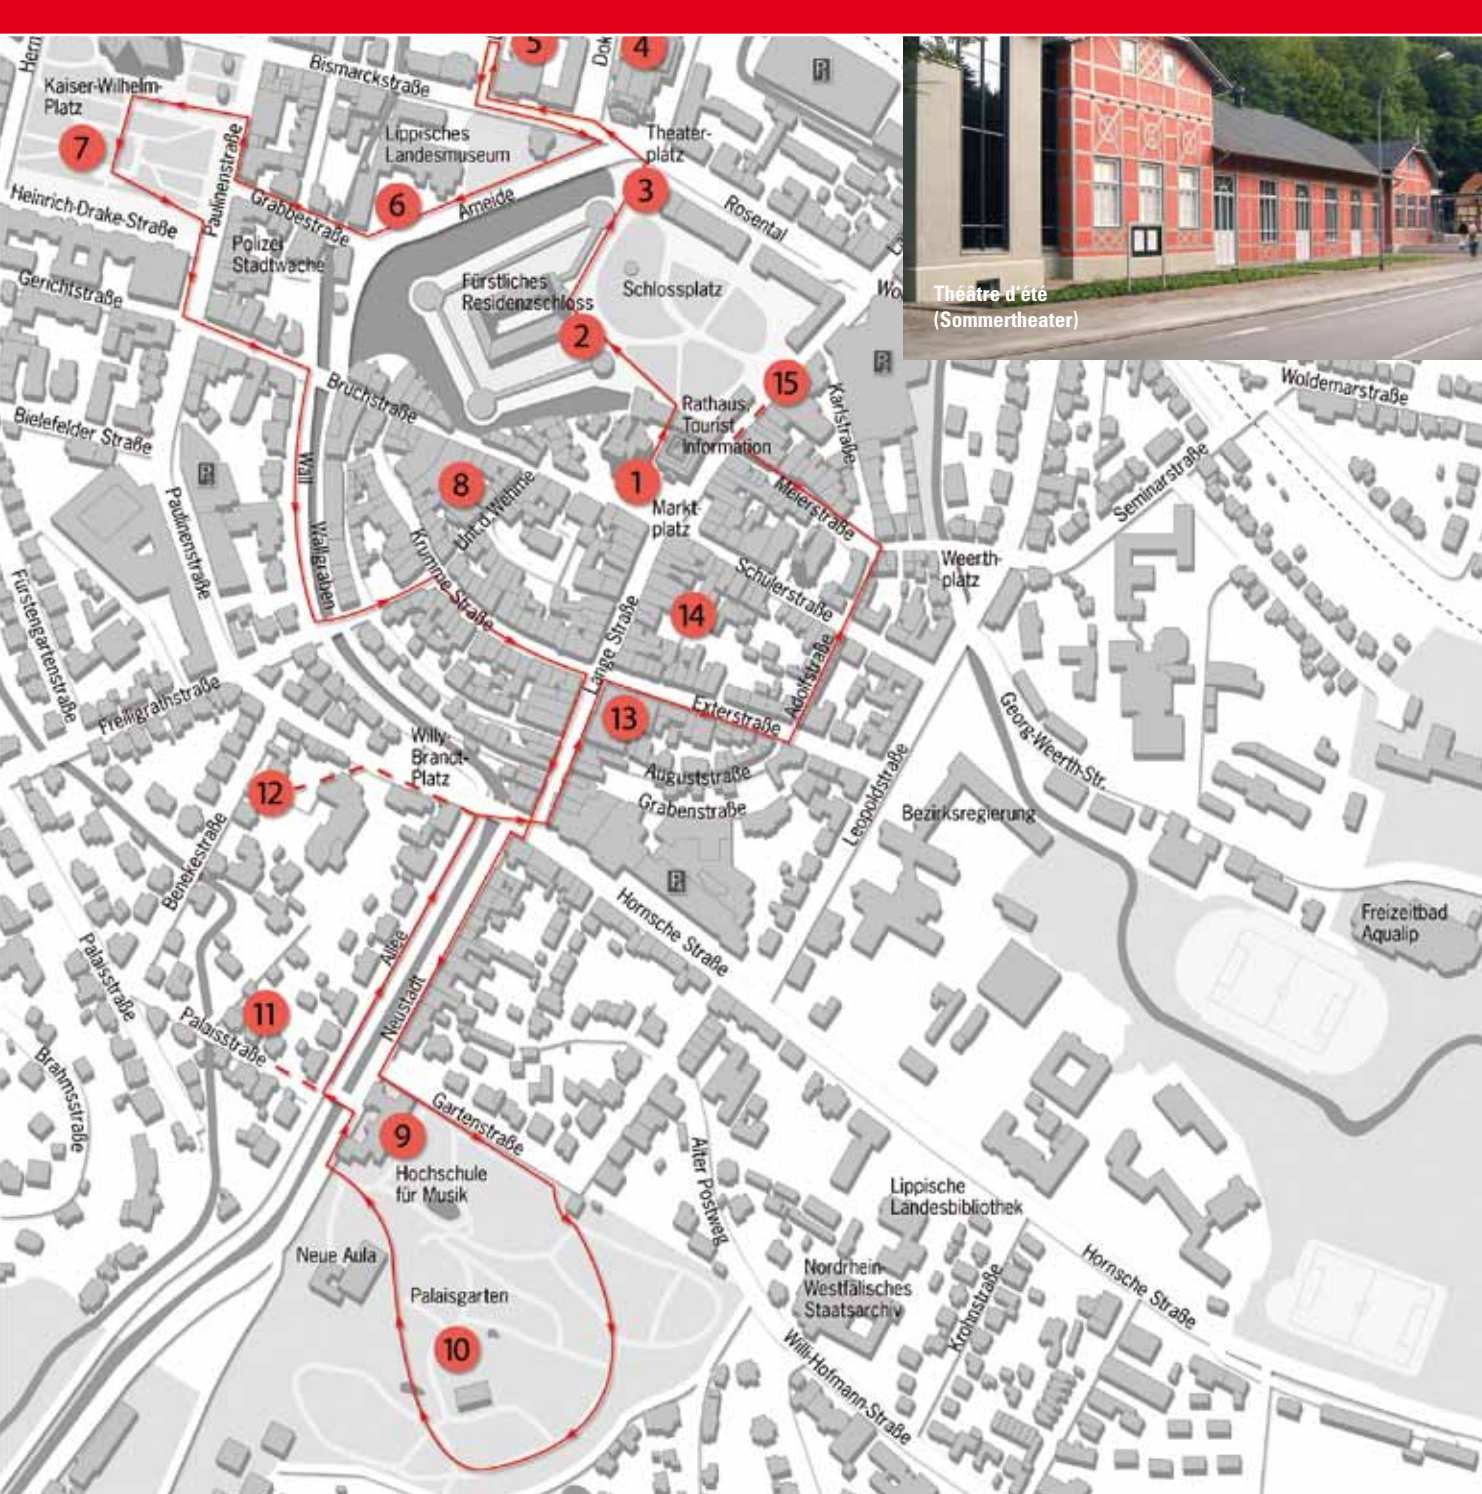 Hern
Bismarckstraße
5
Dok
4
P
Kaiser-Wilhelm-
Platz
7
Lippisches
Landesmuseum
Theater-
platz
Paulinenstraße
6
Ameide
3
Rosental
Heinrich-Drake-Straße
Grabbestraße
Polizei
Stadtwache
Gerichtstraße
Fürstliches
Residenzschloss
Schlossplatz
Wo
Théâtre d'été
(Sommertheater)
2
15
P
Woldemarstraße
Bruchstraße
Rathaus,
Tourist
Information
Karlstraße
Bielefelder Straße
Wall
P
8
1
Markt-
platz
Meierstraße
Seminarstraße
Paulinenstraße
Unt. d. Wehme
Krumme Straße
Wallgraben
Schülerstraße
Weerth-
platz
Fürstengartenstraße
14
Lange Straße
Adolfstraße
Freiligrathstraße
13
Exterstraße
Georg-Weerth-Str.
Willy-
Brandt-
Platz
12
Auguststraße
Grabenstraße
Leopoldstraße
Bezirksregierung
Benekestraße
P
Hornsche Straße
Freizeitbad
Aqualip
Allee
Palaisstraße
Neustadt
11
Palaisstraße
Brahmsstraße
Gartenstraße
9
Hochschule
für Musik
Alter Postweg
Lippische
Landesbibliothek
Neue Aula
Palaisgarten
Nordrhein-
Westfälisches
Staatsarchiv
Hornsche Straße
Krohnstraße
10
Willi-Hofmann-Straße